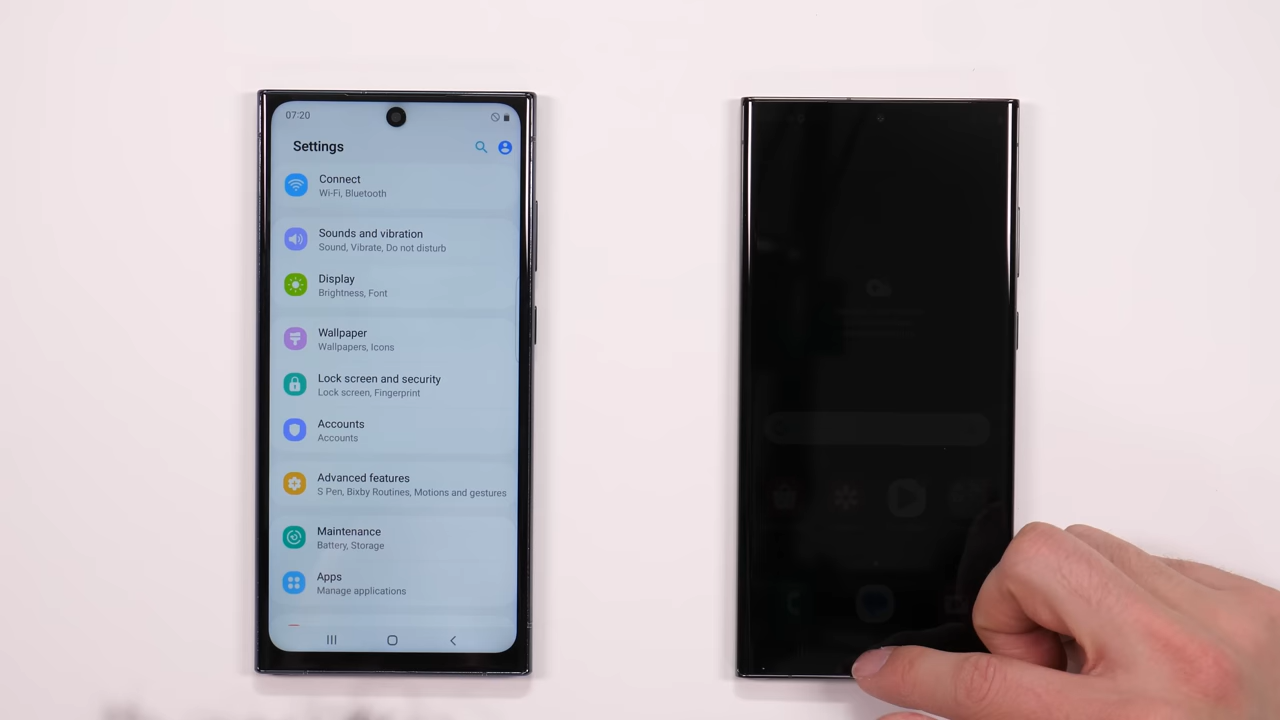 07:20
Settings
Connect
Wi-Fi, Bluetooth
Sounds and vibration
Sound, Vibrate, Do not disturb
Display
Brightness, Font
Wallpaper
Wallpapers, Icons
Lock screen and security
Lock screen, Fingerprint
Accounts
Accounts
Advanced features
S Pen, Bixby Routines, Motions and gestures
Maintenance
Battery, Storage
Apps
Manage applications